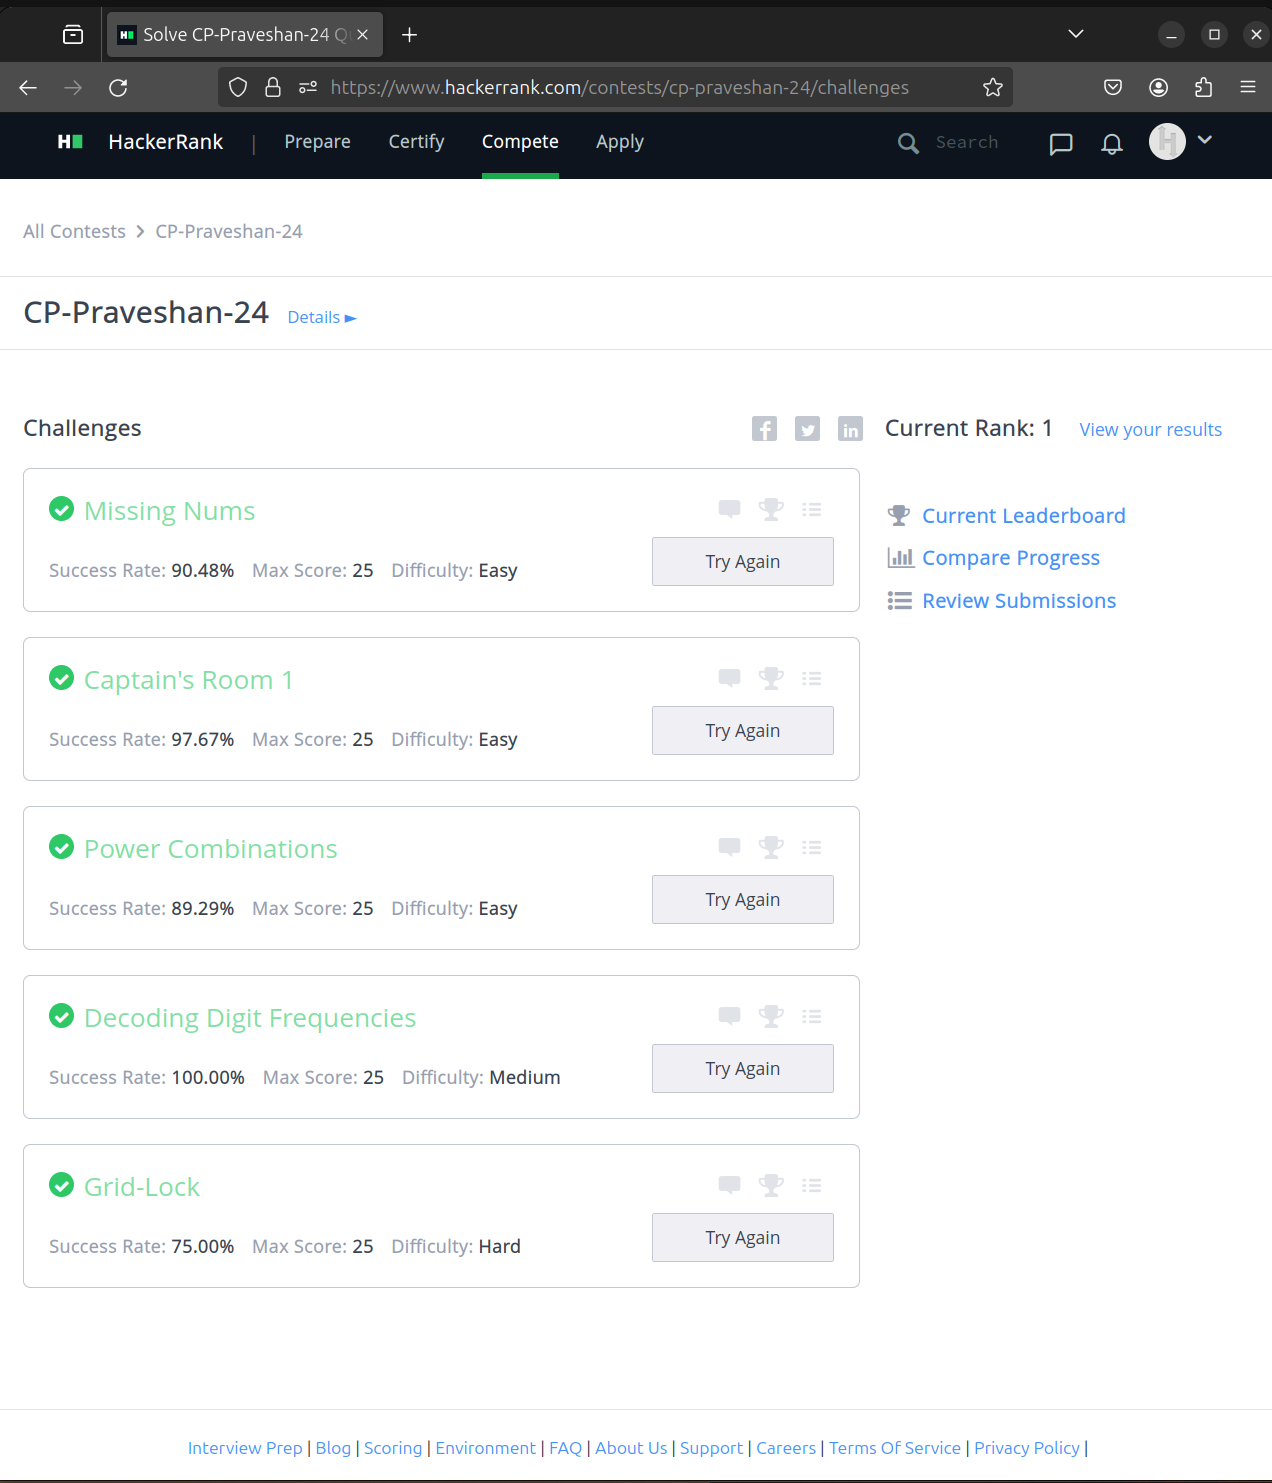 Solve CP-Praveshan-24 Q
https://www.hackerrank.com/contests/cp-praveshan-24/challenges
H HackerRank | Prepare Certify Compete Apply Search
All Contests > CP-Praveshan-24
CP-Praveshan-24 Details ►
Challenges Current Rank: 1 View your results
Missing Nums
Success Rate: 90.48% Max Score: 25 Difficulty: Easy Try Again
Current Leaderboard
Compare Progress
Review Submissions
Captain's Room 1
Success Rate: 97.67% Max Score: 25 Difficulty: Easy Try Again
Power Combinations
Success Rate: 89.29% Max Score: 25 Difficulty: Easy Try Again
Decoding Digit Frequencies
Success Rate: 100.00% Max Score: 25 Difficulty: Medium Try Again
Grid-Lock
Success Rate: 75.00% Max Score: 25 Difficulty: Hard Try Again
Interview Prep | Blog | Scoring | Environment | FAQ | About Us | Support | Careers | Terms Of Service | Privacy Policy |